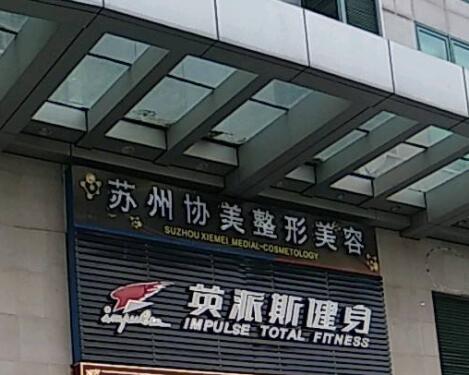 苏州协美整形美容
SUZHOU XIEMEI MEDIAL-COSMETOLOGY
impulse 英派斯健身
IMPULSE TOTAL FITNESS